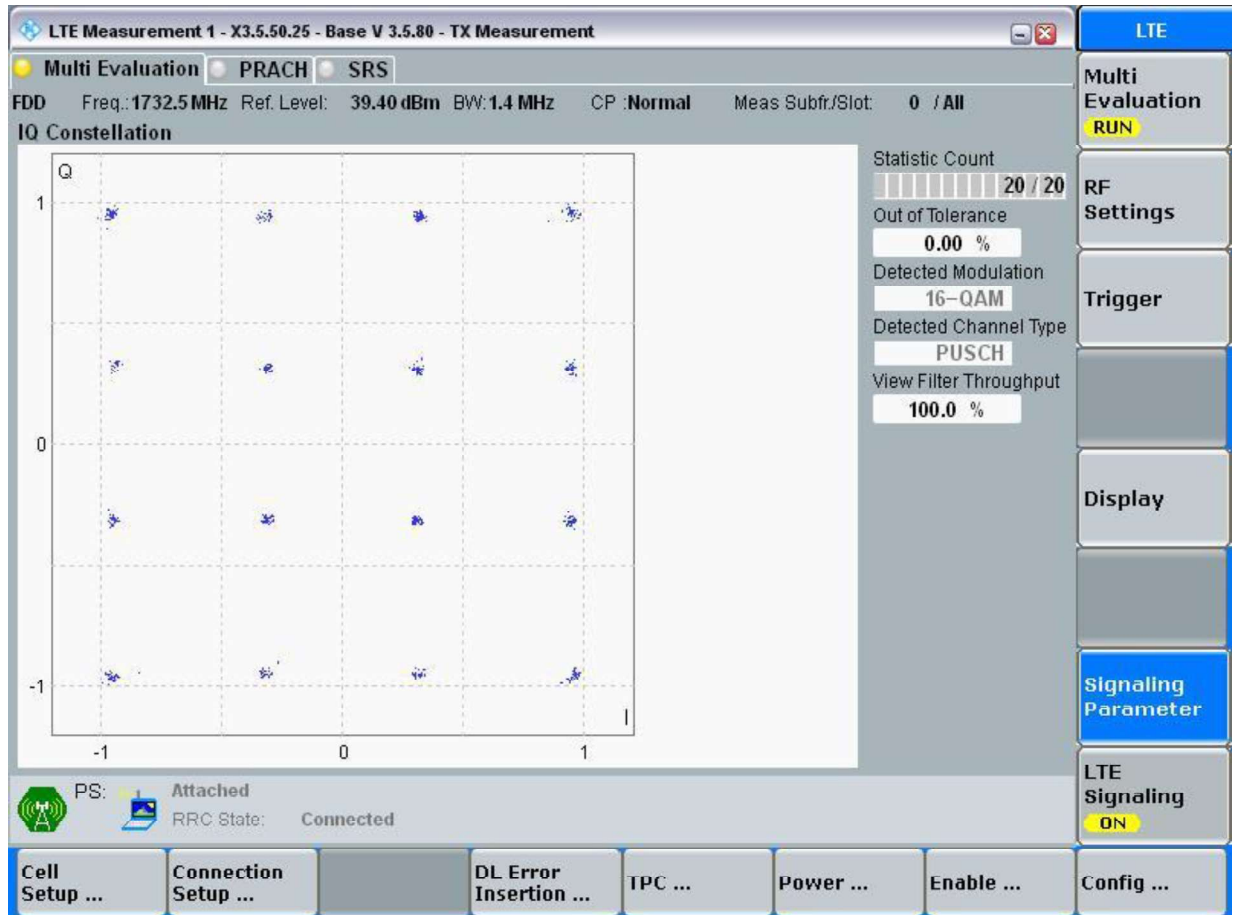 LTE Measurement 1 - X3.5.50.25 - Base V 3.5.80 - TX Measurement
LTE
Multi Evaluation PRACH SRS
FDD Freq.: 1732.5 MHz Ref. Level: 39.40 dBm BW: 1.4 MHz CP : Normal Meas Subfr./Slot: 0 / All
IQ Constellation
Q
1
0
-1
-1 0 1
I
Statistic Count
20 / 20
Out of Tolerance
0.00 %
Detected Modulation
16-QAM
Detected Channel Type
PUSCH
View Filter Throughput
100.0 %
Multi
Evaluation
RUN
RF
Settings
Trigger
Display
Signaling
Parameter
LTE
Signaling
ON
PS: Attached
RRC State: Connected
Cell
Setup ...
Connection
Setup ...
DL Error
Insertion ...
TPC ...
Power ...
Enable ...
Config ...